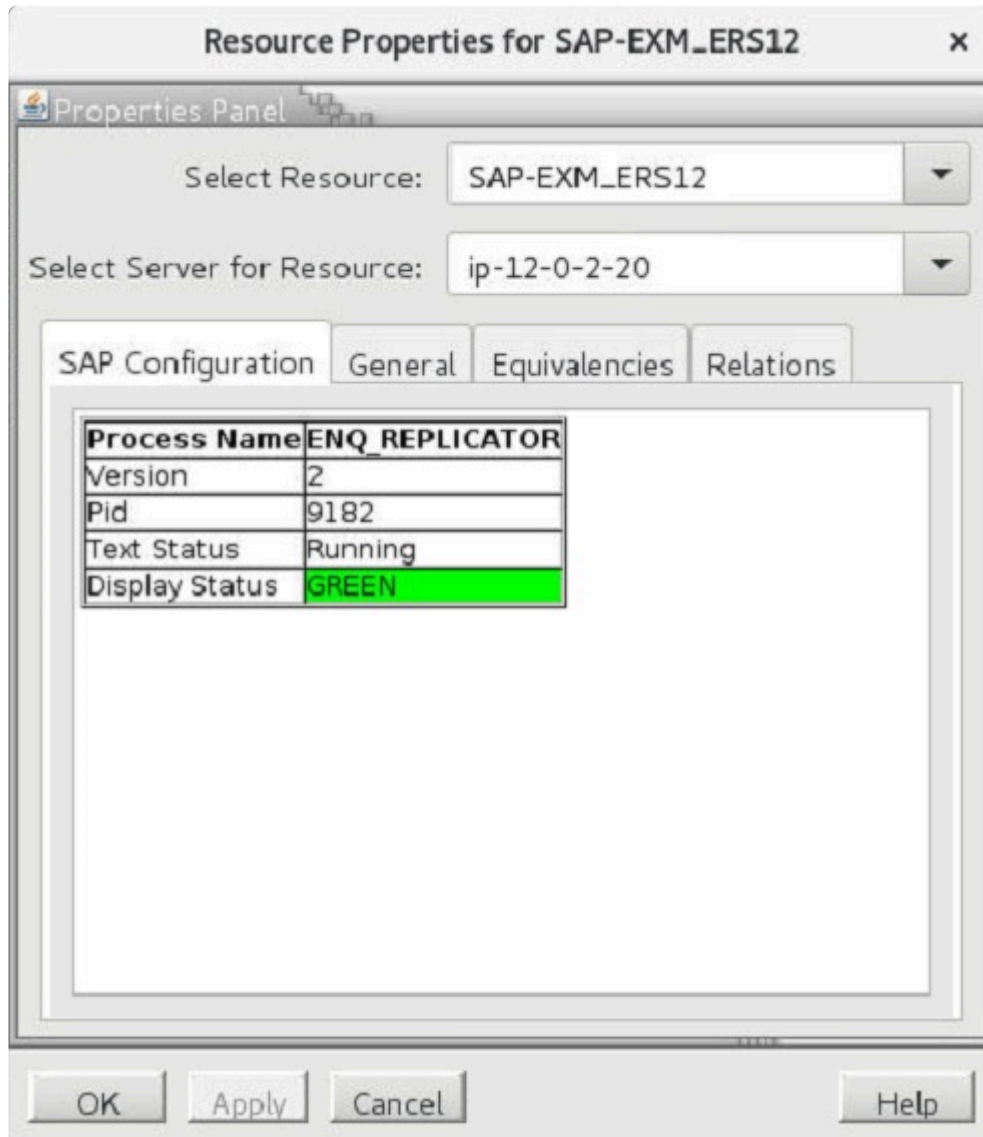 Resource Properties for SAP-EXM_ERS12 ×
Properties Panel
Select Resource: SAP-EXM_ERS12
Select Server for Resource: ip-12-0-2-20
SAP Configuration General Equivalencies Relations
Process Name ENQ_REPLICATOR
Version 2
Pid 9182
Text Status Running
Display Status GREEN
OK Apply Cancel Help